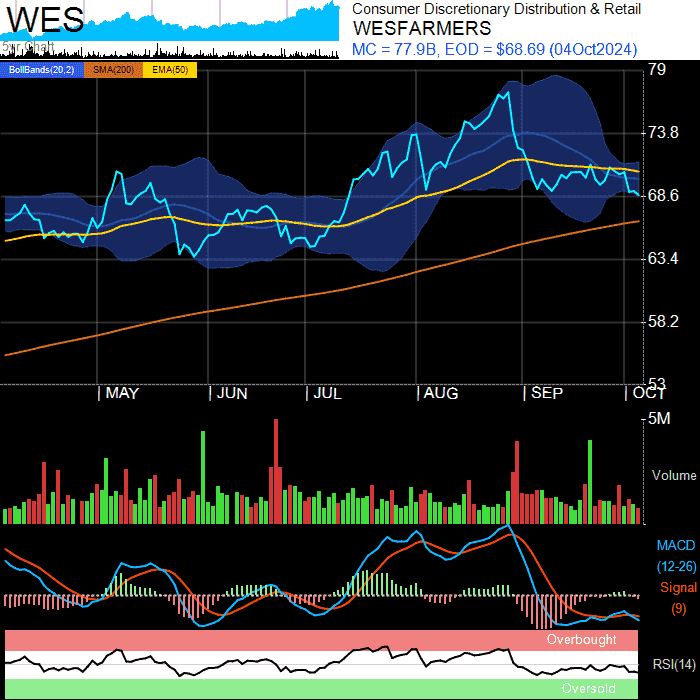 WES
5yr Chart
Consumer Discretionary Distribution & Retail
WESFARMERS
MC = 77.9B, EOD = $68.69 (04Oct2024)
BollBands(20,2) SMA(200) EMA(50)
79
73.8
68.6
63.4
58.2
53
MAY JUN JUL AUG SEP OCT
5M
Volume
MACD
(12-26)
Signal
(9)
Overbought
RSI(14)
Oversold